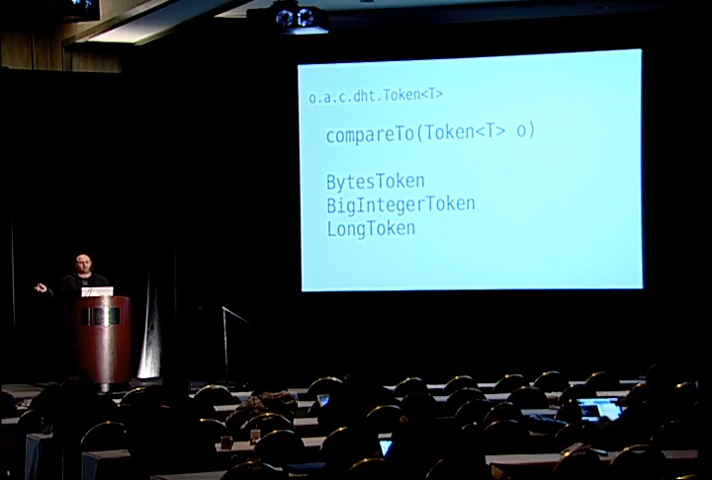 o.a.c.dht.Token<T>
compareTo(Token<T> o)
BytesToken
BigIntegerToken
LongToken